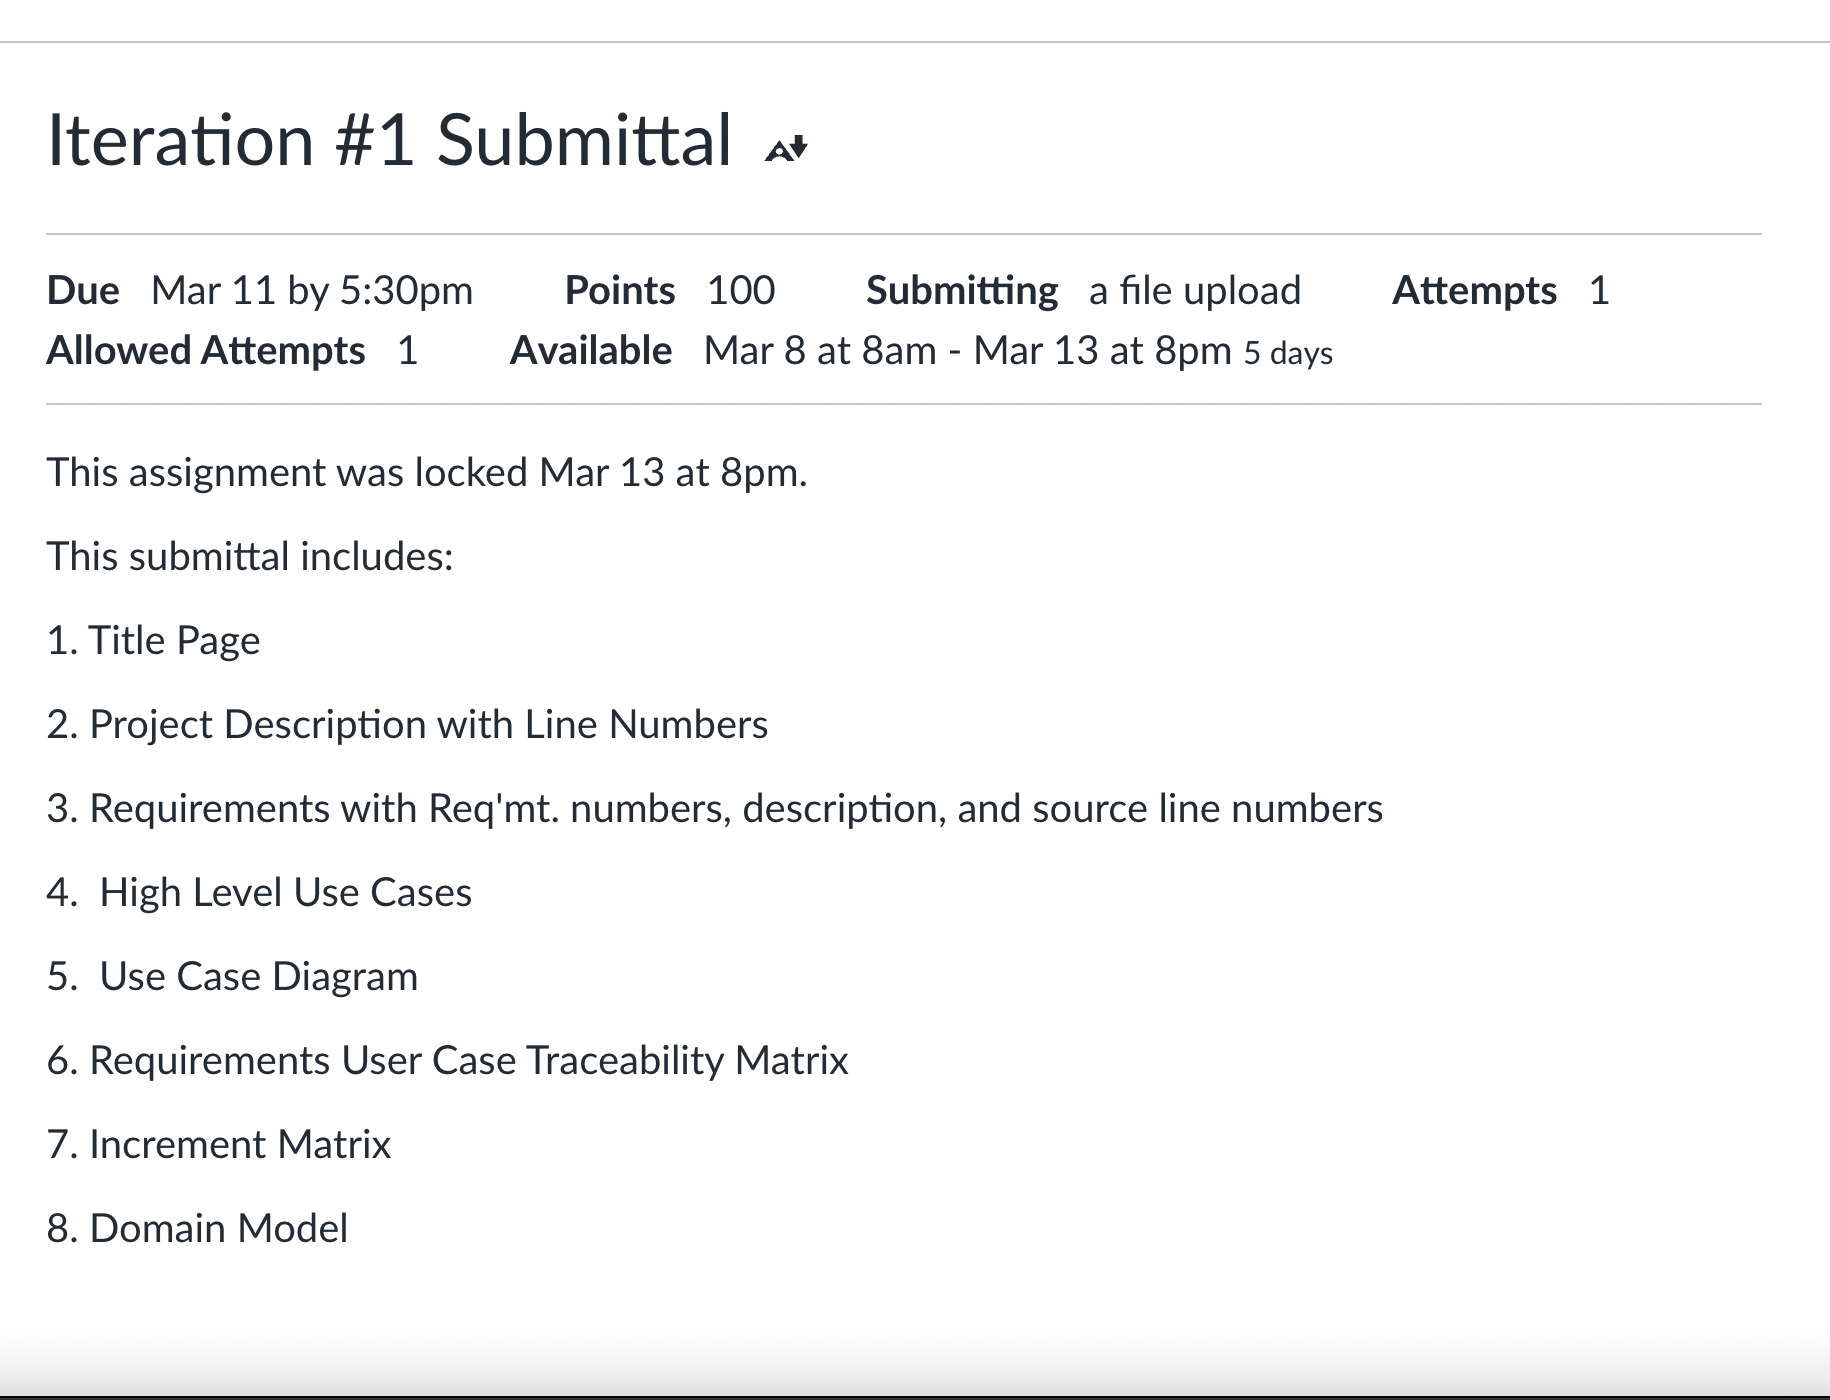 Iteration #1 Submittal
Due Mar 11 by 5:30pm Points 100 Submitting a file upload Attempts 1
Allowed Attempts 1 Available Mar 8 at 8am - Mar 13 at 8pm 5 days
This assignment was locked Mar 13 at 8pm.
This submittal includes:
1. Title Page
2. Project Description with Line Numbers
3. Requirements with Req'mt. numbers, description, and source line numbers
4. High Level Use Cases
5. Use Case Diagram
6. Requirements User Case Traceability Matrix
7. Increment Matrix
8. Domain Model